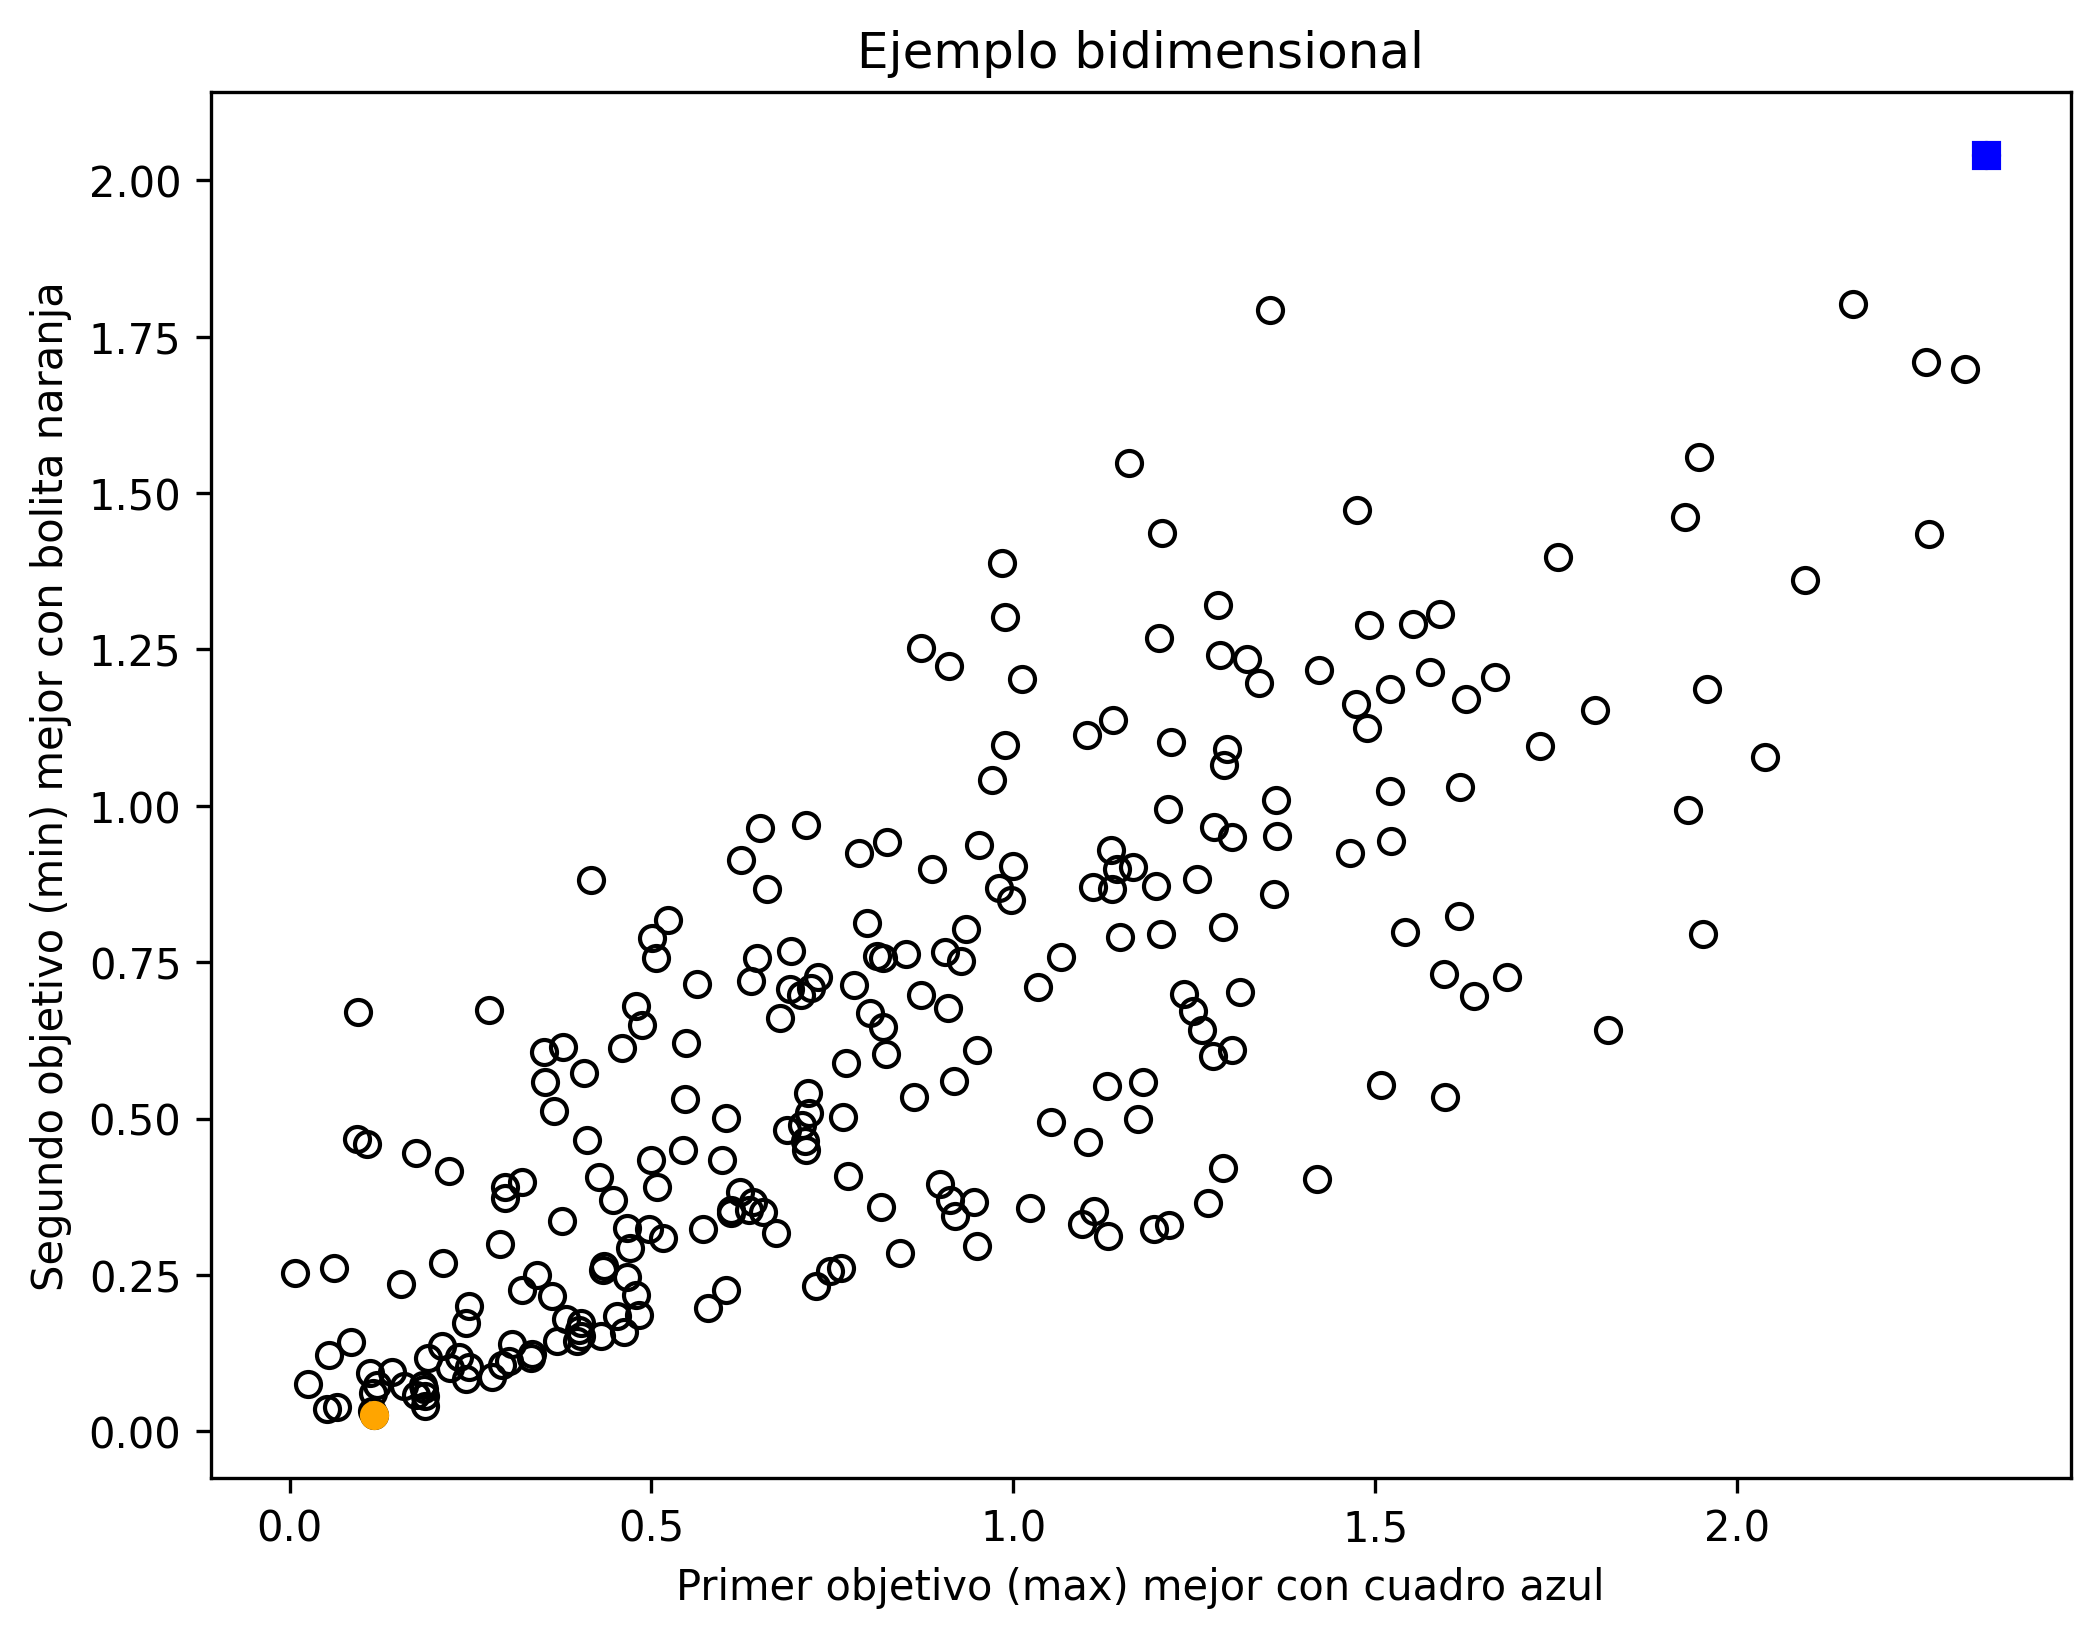 Ejemplo bidimensional
Segundo objetivo (min) mejor con bolita naranja
2.00
1.75
1.50
1.25
1.00
0.75
0.50
0.25
0.00
0.0 0.5 1.0 1.5 2.0
Primer objetivo (max) mejor con cuadro azul